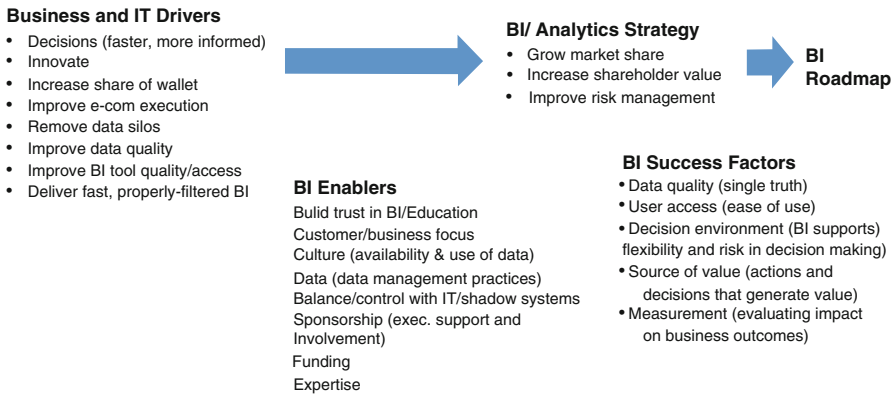 Business and IT Drivers
• Decisions (faster, more informed)
• Innovate
• Increase share of wallet
• Improve e-com execution
• Remove data silos
• Improve data quality
• Improve BI tool quality/access
• Deliver fast, properly-filtered BI
BI/ Analytics Strategy
• Grow market share
• Increase shareholder value
• Improve risk management
BI
Roadmap
BI Enablers
Bulid trust in BI/Education
Customer/business focus
Culture (availability & use of data)
Data (data management practices)
Balance/control with IT/shadow systems
Sponsorship (exec. support and
Involvement)
Funding
Expertise
BI Success Factors
• Data quality (single truth)
• User access (ease of use)
• Decision environment (BI supports)
flexibility and risk in decision making)
• Source of value (actions and
decisions that generate value)
• Measurement (evaluating impact
on business outcomes)